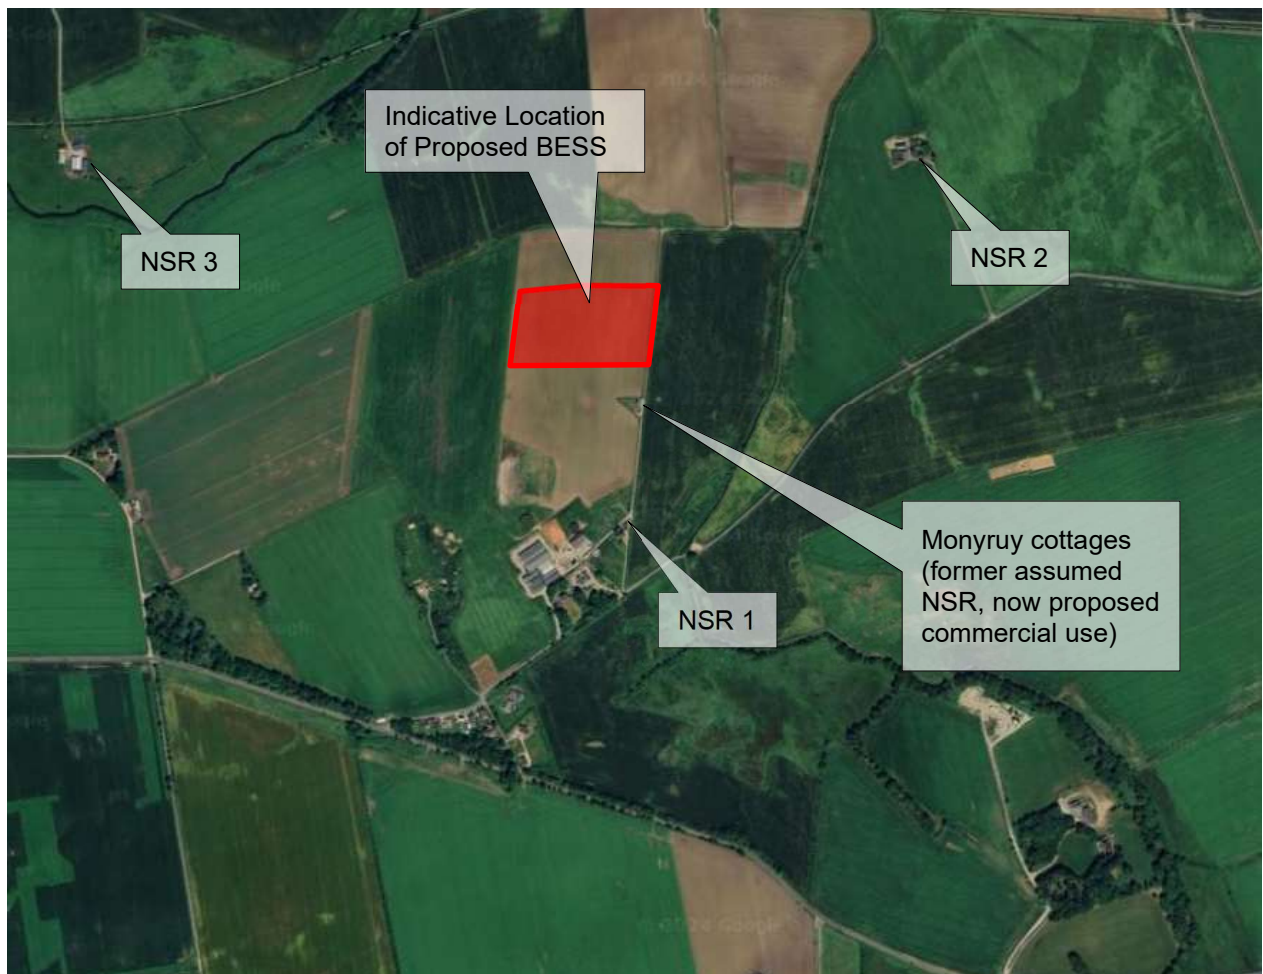 Indicative Location
of Proposed BESS
NSR 3
NSR 2
Monyruy cottages
(former assumed
NSR, now proposed
commercial use)
NSR 1